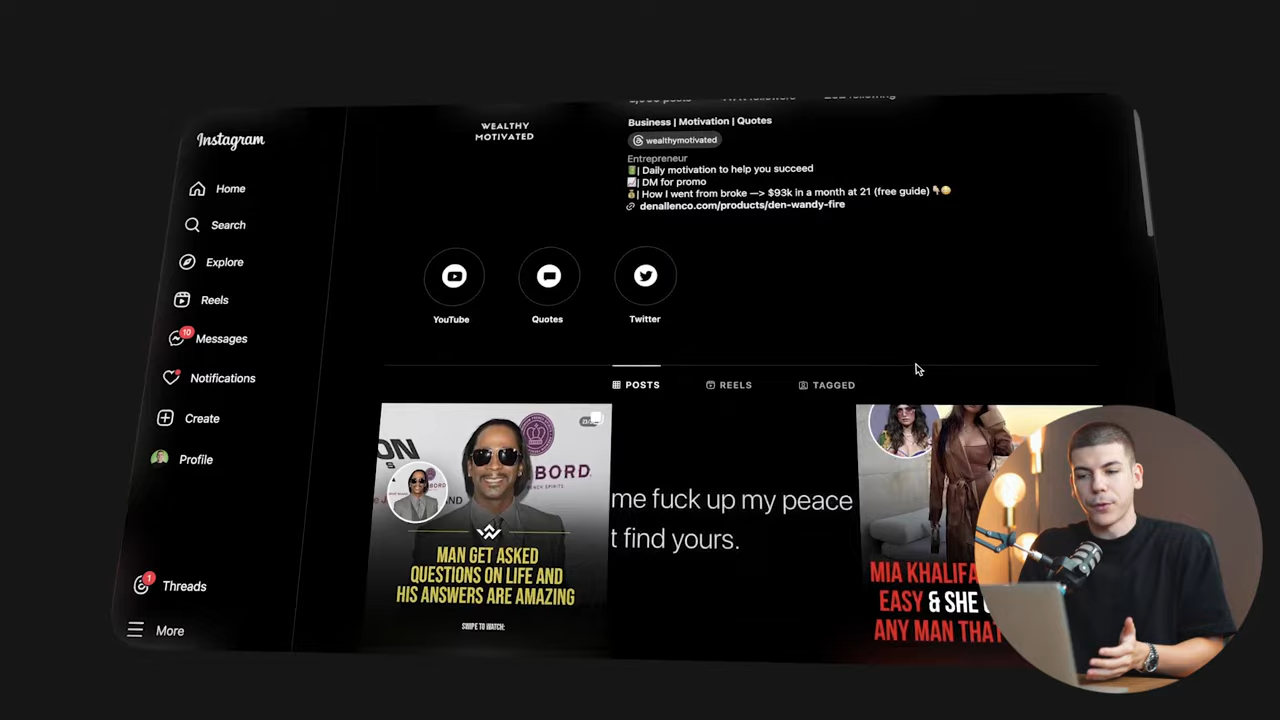 Instagram
Home
Search
Explore
Reels
10
Messages
Notifications
Create
Profile
1
Threads
More
WEALTHY
MOTIVATED
posts
following
Business | Motivation | Quotes
wealthymotivated
Entrepreneur
| Daily motivation to help you succeed
| DM for promo
| How I went from broke —> $93k in a month at 21 (free guide)
denallenco.com/products/den-wandy-fire
YouTube
Quotes
Twitter
POSTS
REELS
TAGGED
MAN GET ASKED
QUESTIONS ON LIFE AND
HIS ANSWERS ARE AMAZING
SWIPE TO WATCH:
me fuck up my peace
t find yours.
MIA KHALIFA
EASY & SHE
ANY MAN THAT